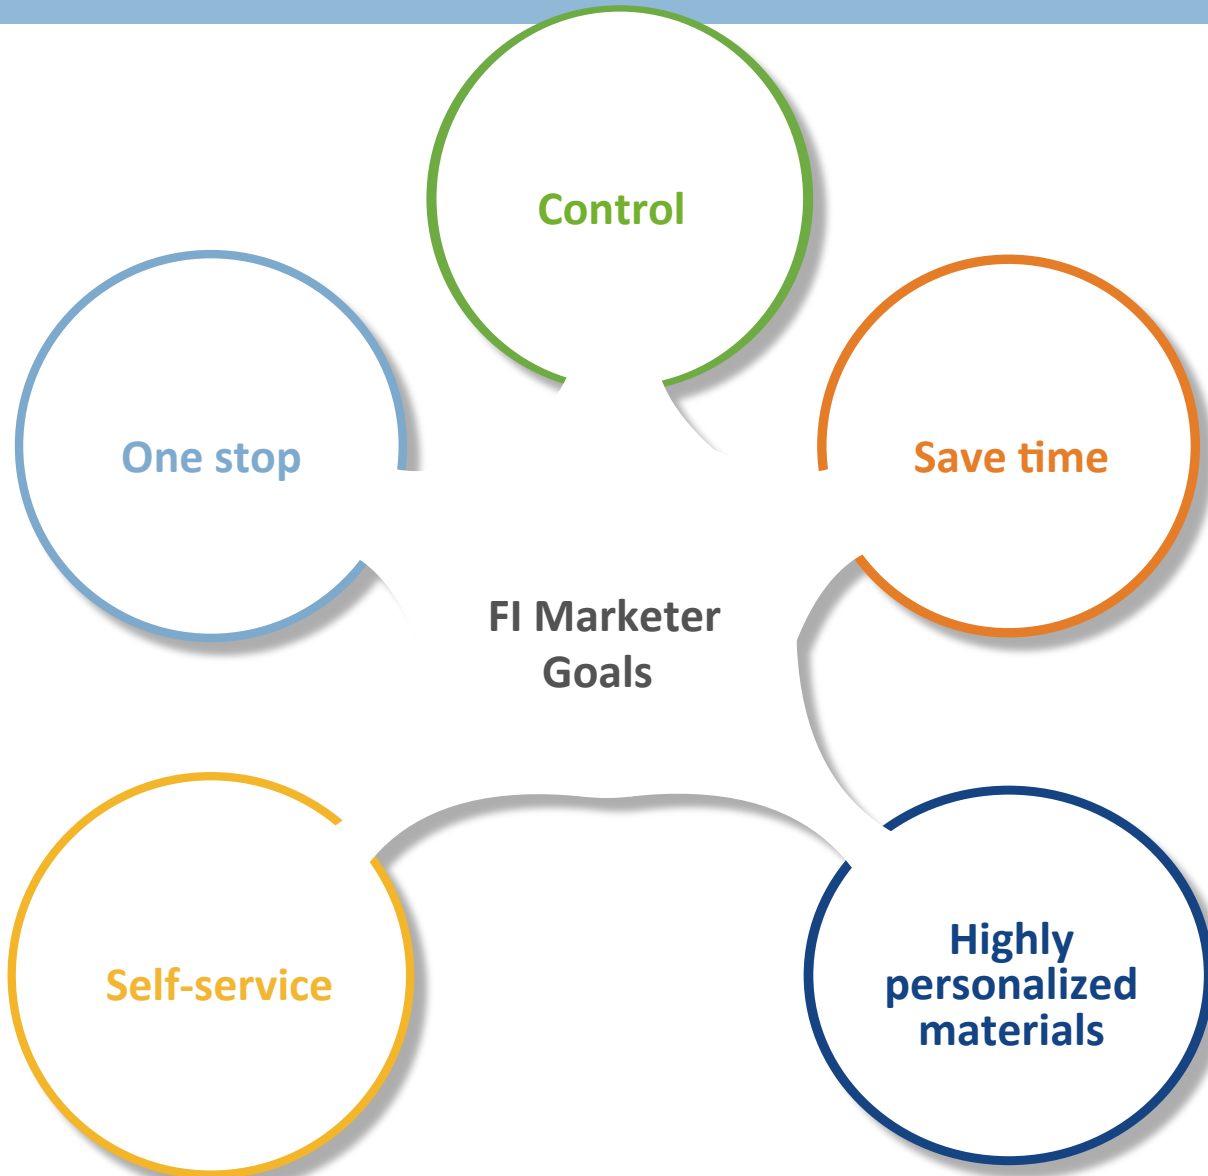 Control
One stop
Save time
FI Marketer
Goals
Self-service
Highly
personalized
materials